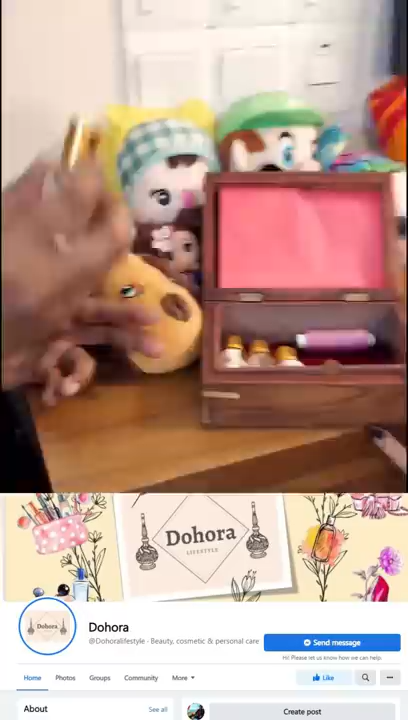 Dohora
LIFESTYLE
Dohora
Dohora
@Dohoralifestyle · Beauty, cosmetic & personal care
Send message
Hi! Please let us know how we can help.
Home
Photos
Groups
Community
More
Like
About
See all
Create post